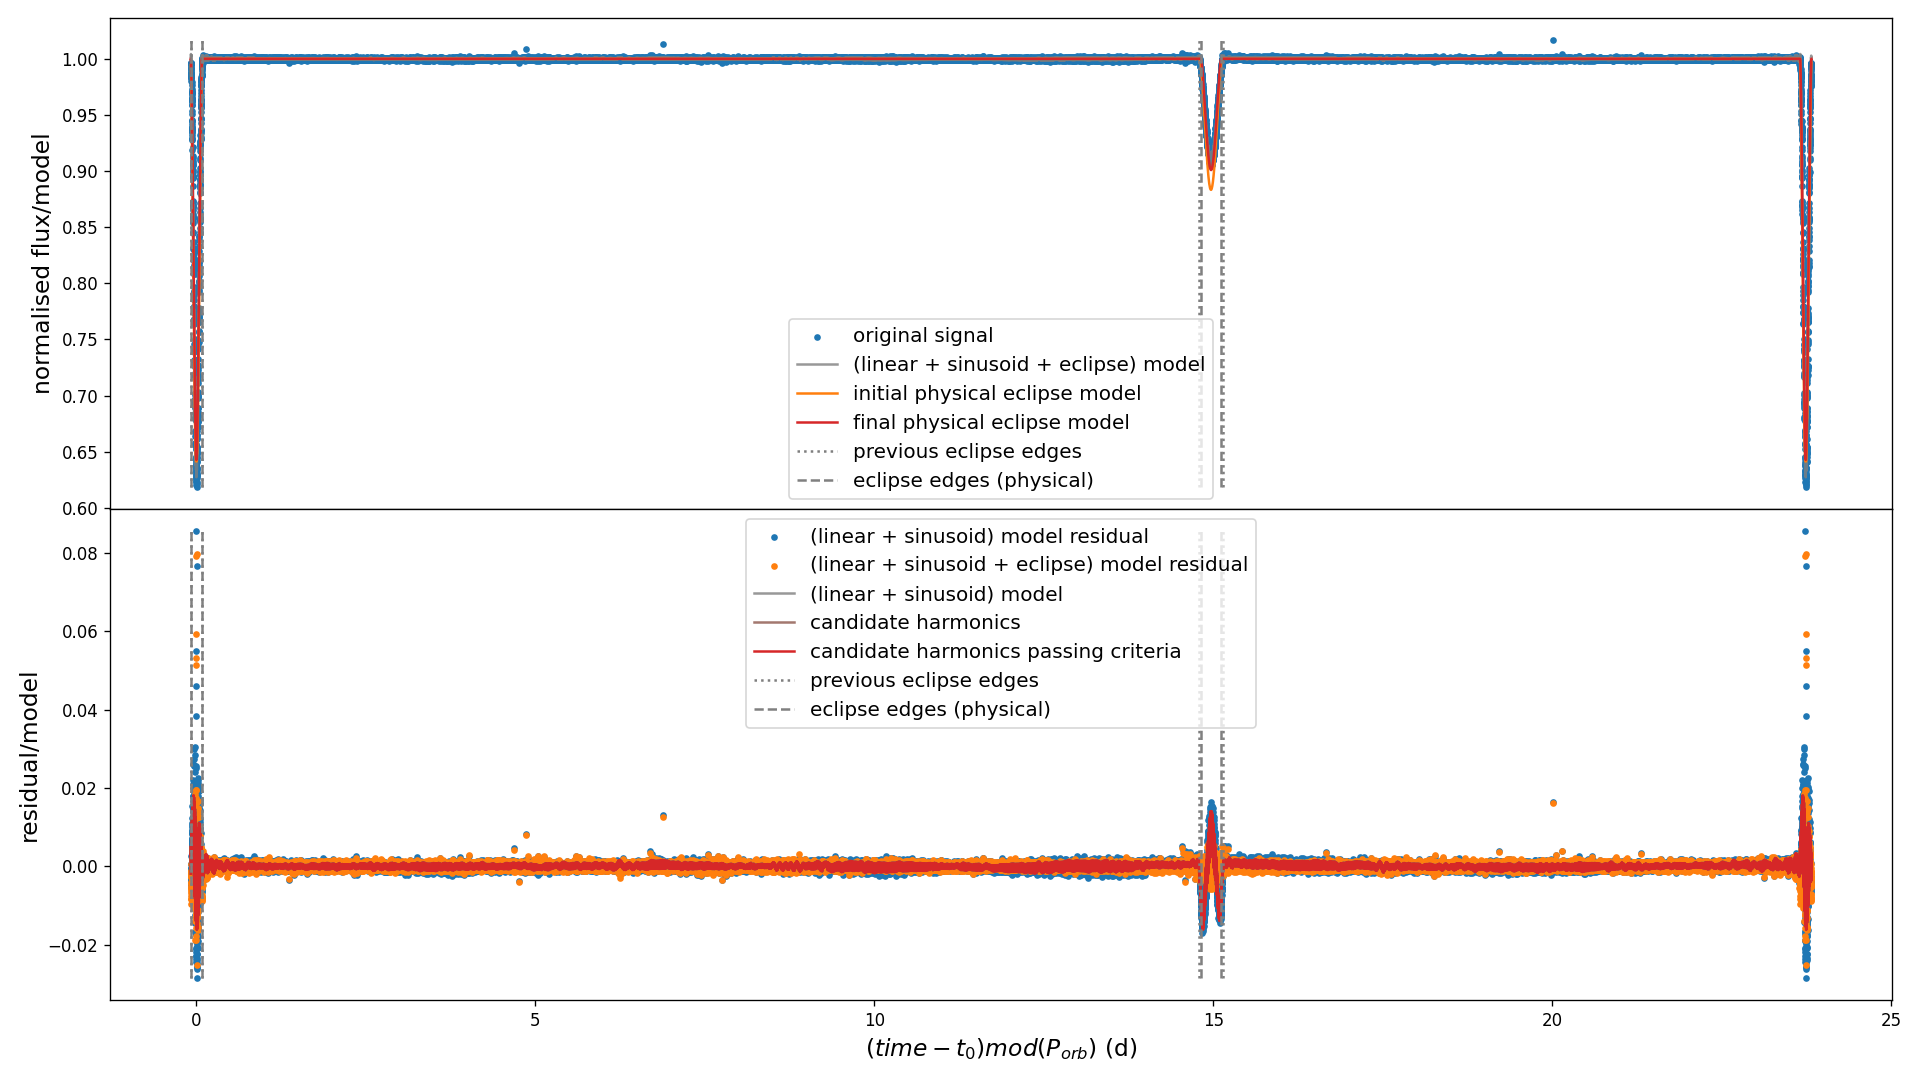 normalised flux/model
1.00
0.95
0.90
0.85
0.80
0.75
0.70
0.65
0.60
original signal
(linear + sinusoid + eclipse) model
initial physical eclipse model
final physical eclipse model
previous eclipse edges
eclipse edges (physical)
residual/model
0.08
0.06
0.04
0.02
0.00
−0.02
(linear + sinusoid) model residual
(linear + sinusoid + eclipse) model residual
(linear + sinusoid) model
candidate harmonics
candidate harmonics passing criteria
previous eclipse edges
eclipse edges (physical)
0 5 10 15 20 25
(time − t₀)mod(P_orb) (d)